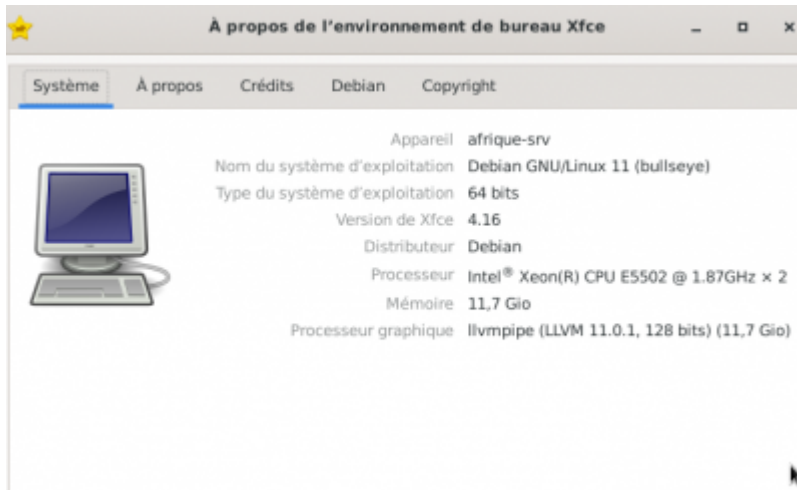 À propos de l'environnement de bureau Xfce
Système À propos Crédits Debian Copyright
Appareil afrique-srv
Nom du système d'exploitation Debian GNU/Linux 11 (bullseye)
Type du système d'exploitation 64 bits
Version de Xfce 4.16
Distributeur Debian
Processeur Intel® Xeon(R) CPU E5502 @ 1.87GHz × 2
Mémoire 11,7 Gio
Processeur graphique llvmpipe (LLVM 11.0.1, 128 bits) (11,7 Gio)